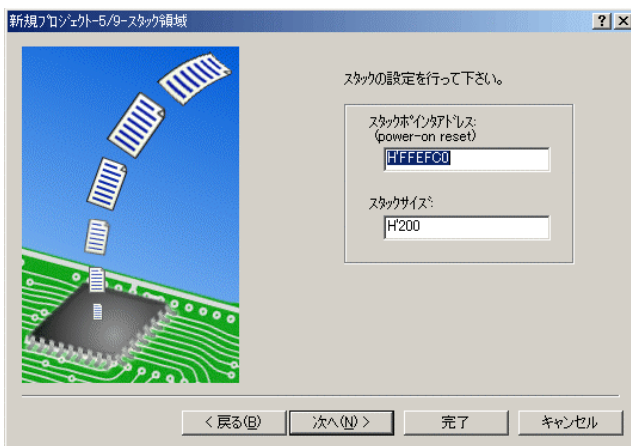 新規ﾌﾟﾛｼﾞｪｸﾄ-5/9-ｽﾀｯｸ領域
ｽﾀｯｸの設定を行って下さい。
ｽﾀｯｸﾎﾟｲﾝﾀｱﾄﾞﾚｽ:
(power-on reset)
H'FFEFC0
ｽﾀｯｸｻｲｽﾞ:
H'200
< 戻る(B)
次へ(N) >
完了
キャンセル